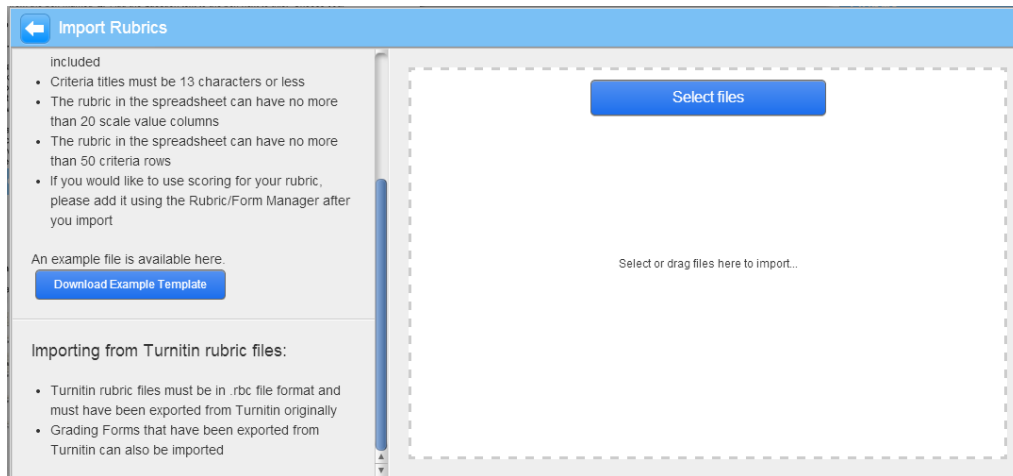 Import Rubrics
included
• Criteria titles must be 13 characters or less
• The rubric in the spreadsheet can have no more
than 20 scale value columns
• The rubric in the spreadsheet can have no more
than 50 criteria rows
• If you would like to use scoring for your rubric,
please add it using the Rubric/Form Manager after
you import
An example file is available here.
Download Example Template
Importing from Turnitin rubric files:
• Turnitin rubric files must be in .rbc file format and
must have been exported from Turnitin originally
• Grading Forms that have been exported from
Turnitin can also be imported
Select files
Select or drag files here to import...